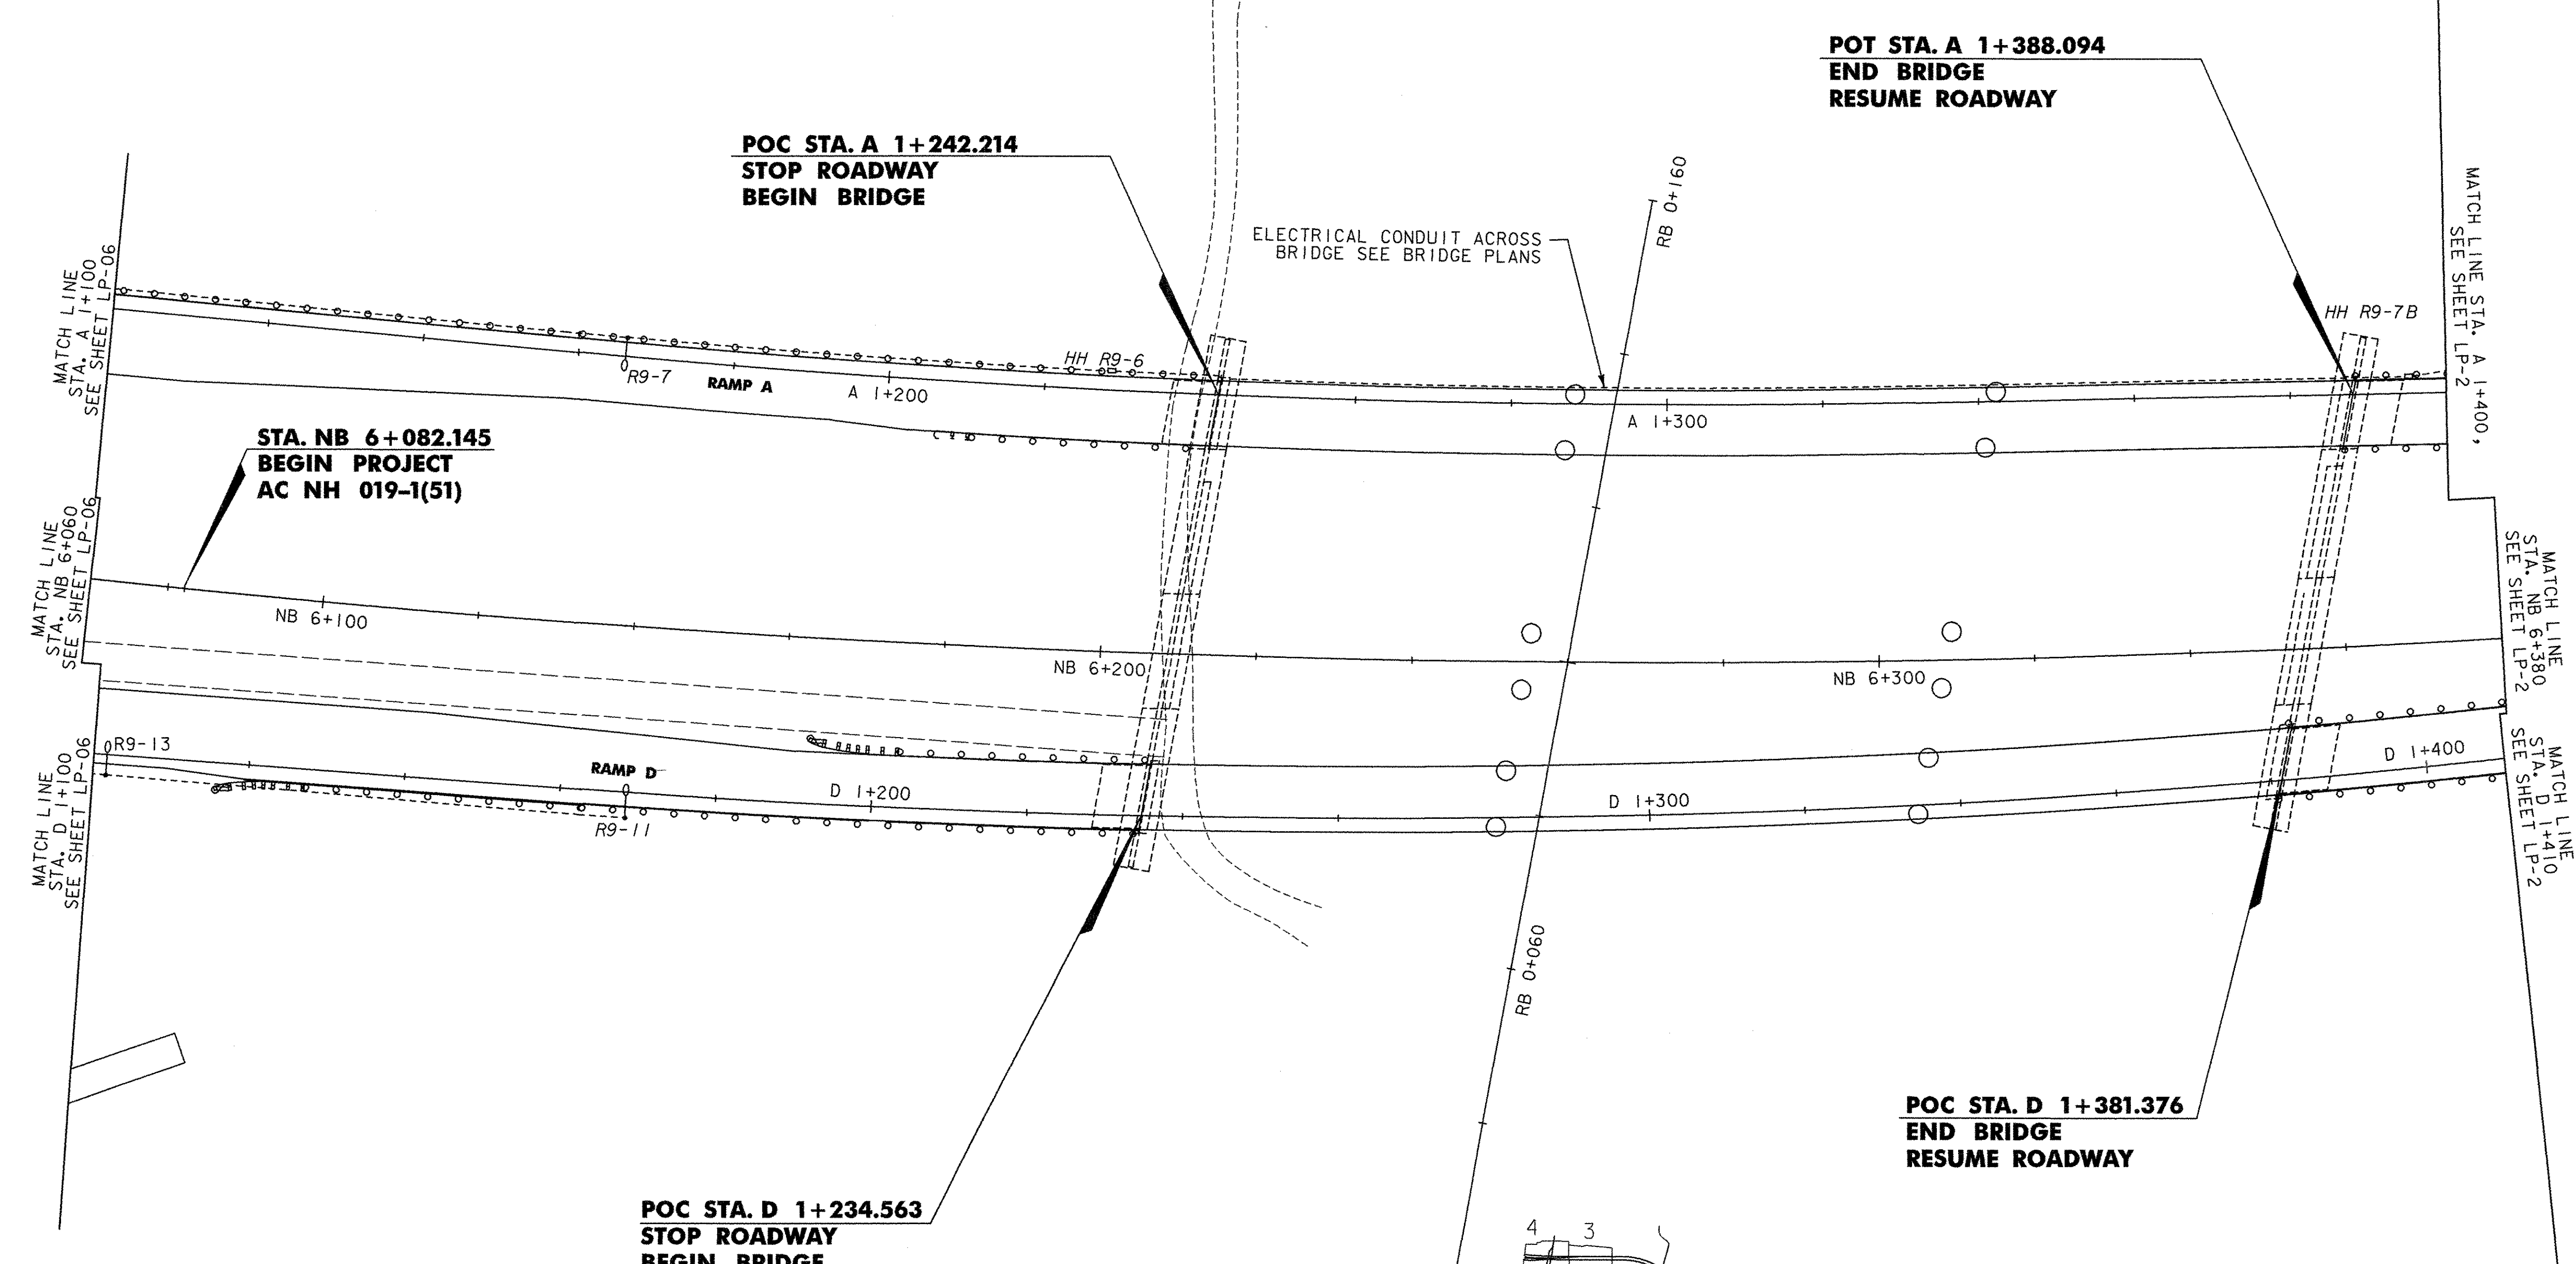 POT STA. A 1+388.094
END BRIDGE
RESUME ROADWAY
POC STA. A 1+242.214
STOP ROADWAY
BEGIN BRIDGE
RB 0+160
ELECTRICAL CONDUIT ACROSS
BRIDGE SEE BRIDGE PLANS
MATCH LINE STA. A 1+400,
SEE SHEET LP-2
MATCH LINE
STA. A 1+100
SEE SHEET LP-06
HH R9-7B
HH R9-6
R9-7
RAMP A
A 1+200
A 1+300
STA. NB 6+082.145
BEGIN PROJECT
AC NH 019-1(51)
MATCH LINE
STA. NB 6+060
SEE SHEET LP-06
MATCH LINE
STA. NB 6+380
SEE SHEET LP-2
NB 6+100
NB 6+200
NB 6+300
R9-13
RAMP D
D 1+200
D 1+300
D 1+400
R9-11
MATCH LINE
STA. D 1+100
SEE SHEET LP-06
MATCH LINE
STA. D 1+410
SEE SHEET LP-2
RB 0+060
POC STA. D 1+381.376
END BRIDGE
RESUME ROADWAY
POC STA. D 1+234.563
STOP ROADWAY
BEGIN BRIDGE
4 3